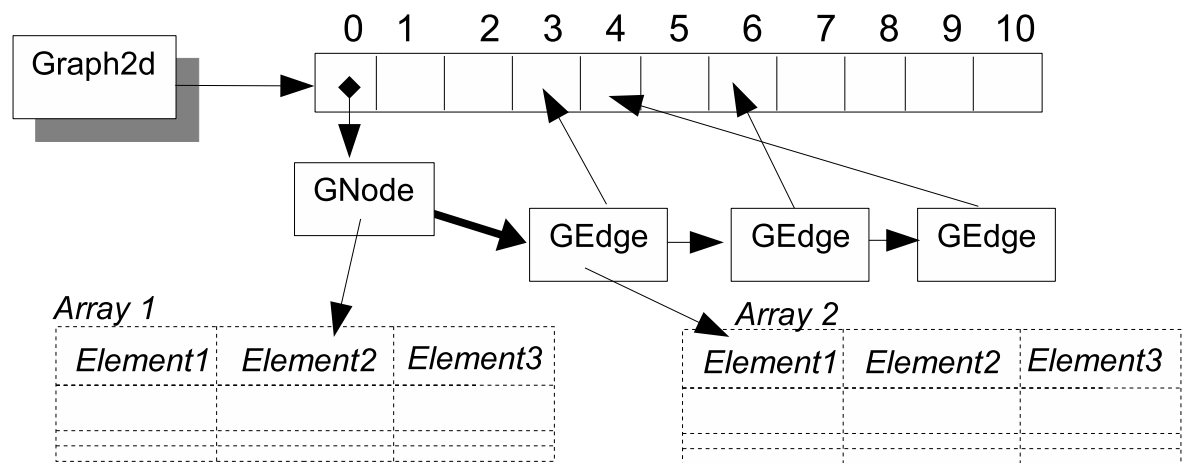 0 1 2 3 4 5 6 7 8 9 10
Graph2d
GNode
GEdge GEdge GEdge
Array 1
Element1 Element2 Element3
Array 2
Element1 Element2 Element3